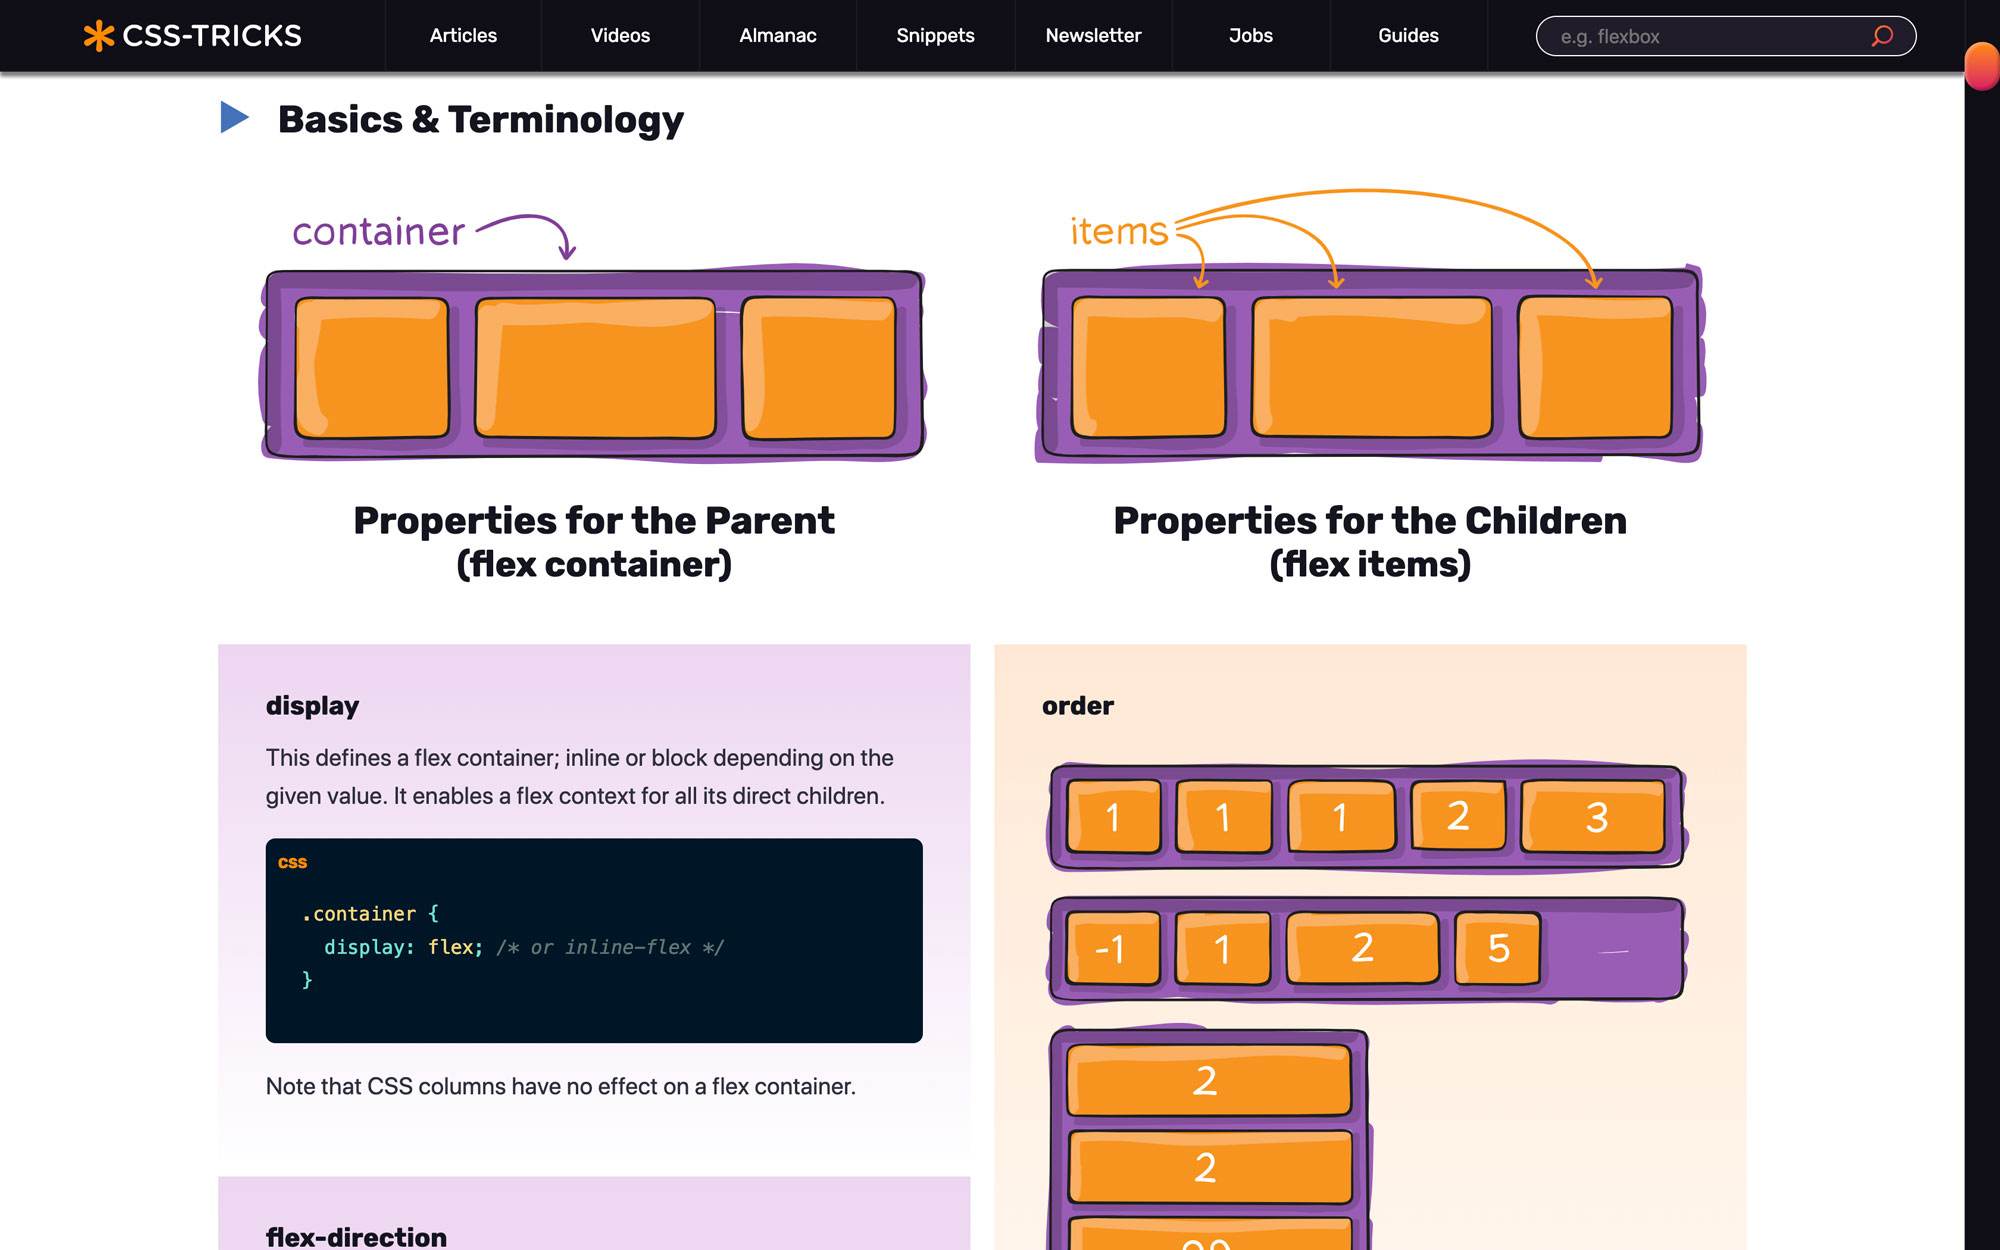 CSS-TRICKS
Articles
Videos
Almanac
Snippets
Newsletter
Jobs
Guides
e.g. flexbox
Basics & Terminology
container
items
Properties for the Parent
(flex container)
Properties for the Children
(flex items)
display
This defines a flex container; inline or block depending on the
given value. It enables a flex context for all its direct children.
css
.container {
  display: flex; /* or inline-flex */
}
Note that CSS columns have no effect on a flex container.
flex-direction
order
1 1 1 2 3
-1 1 2 5
2
2
99